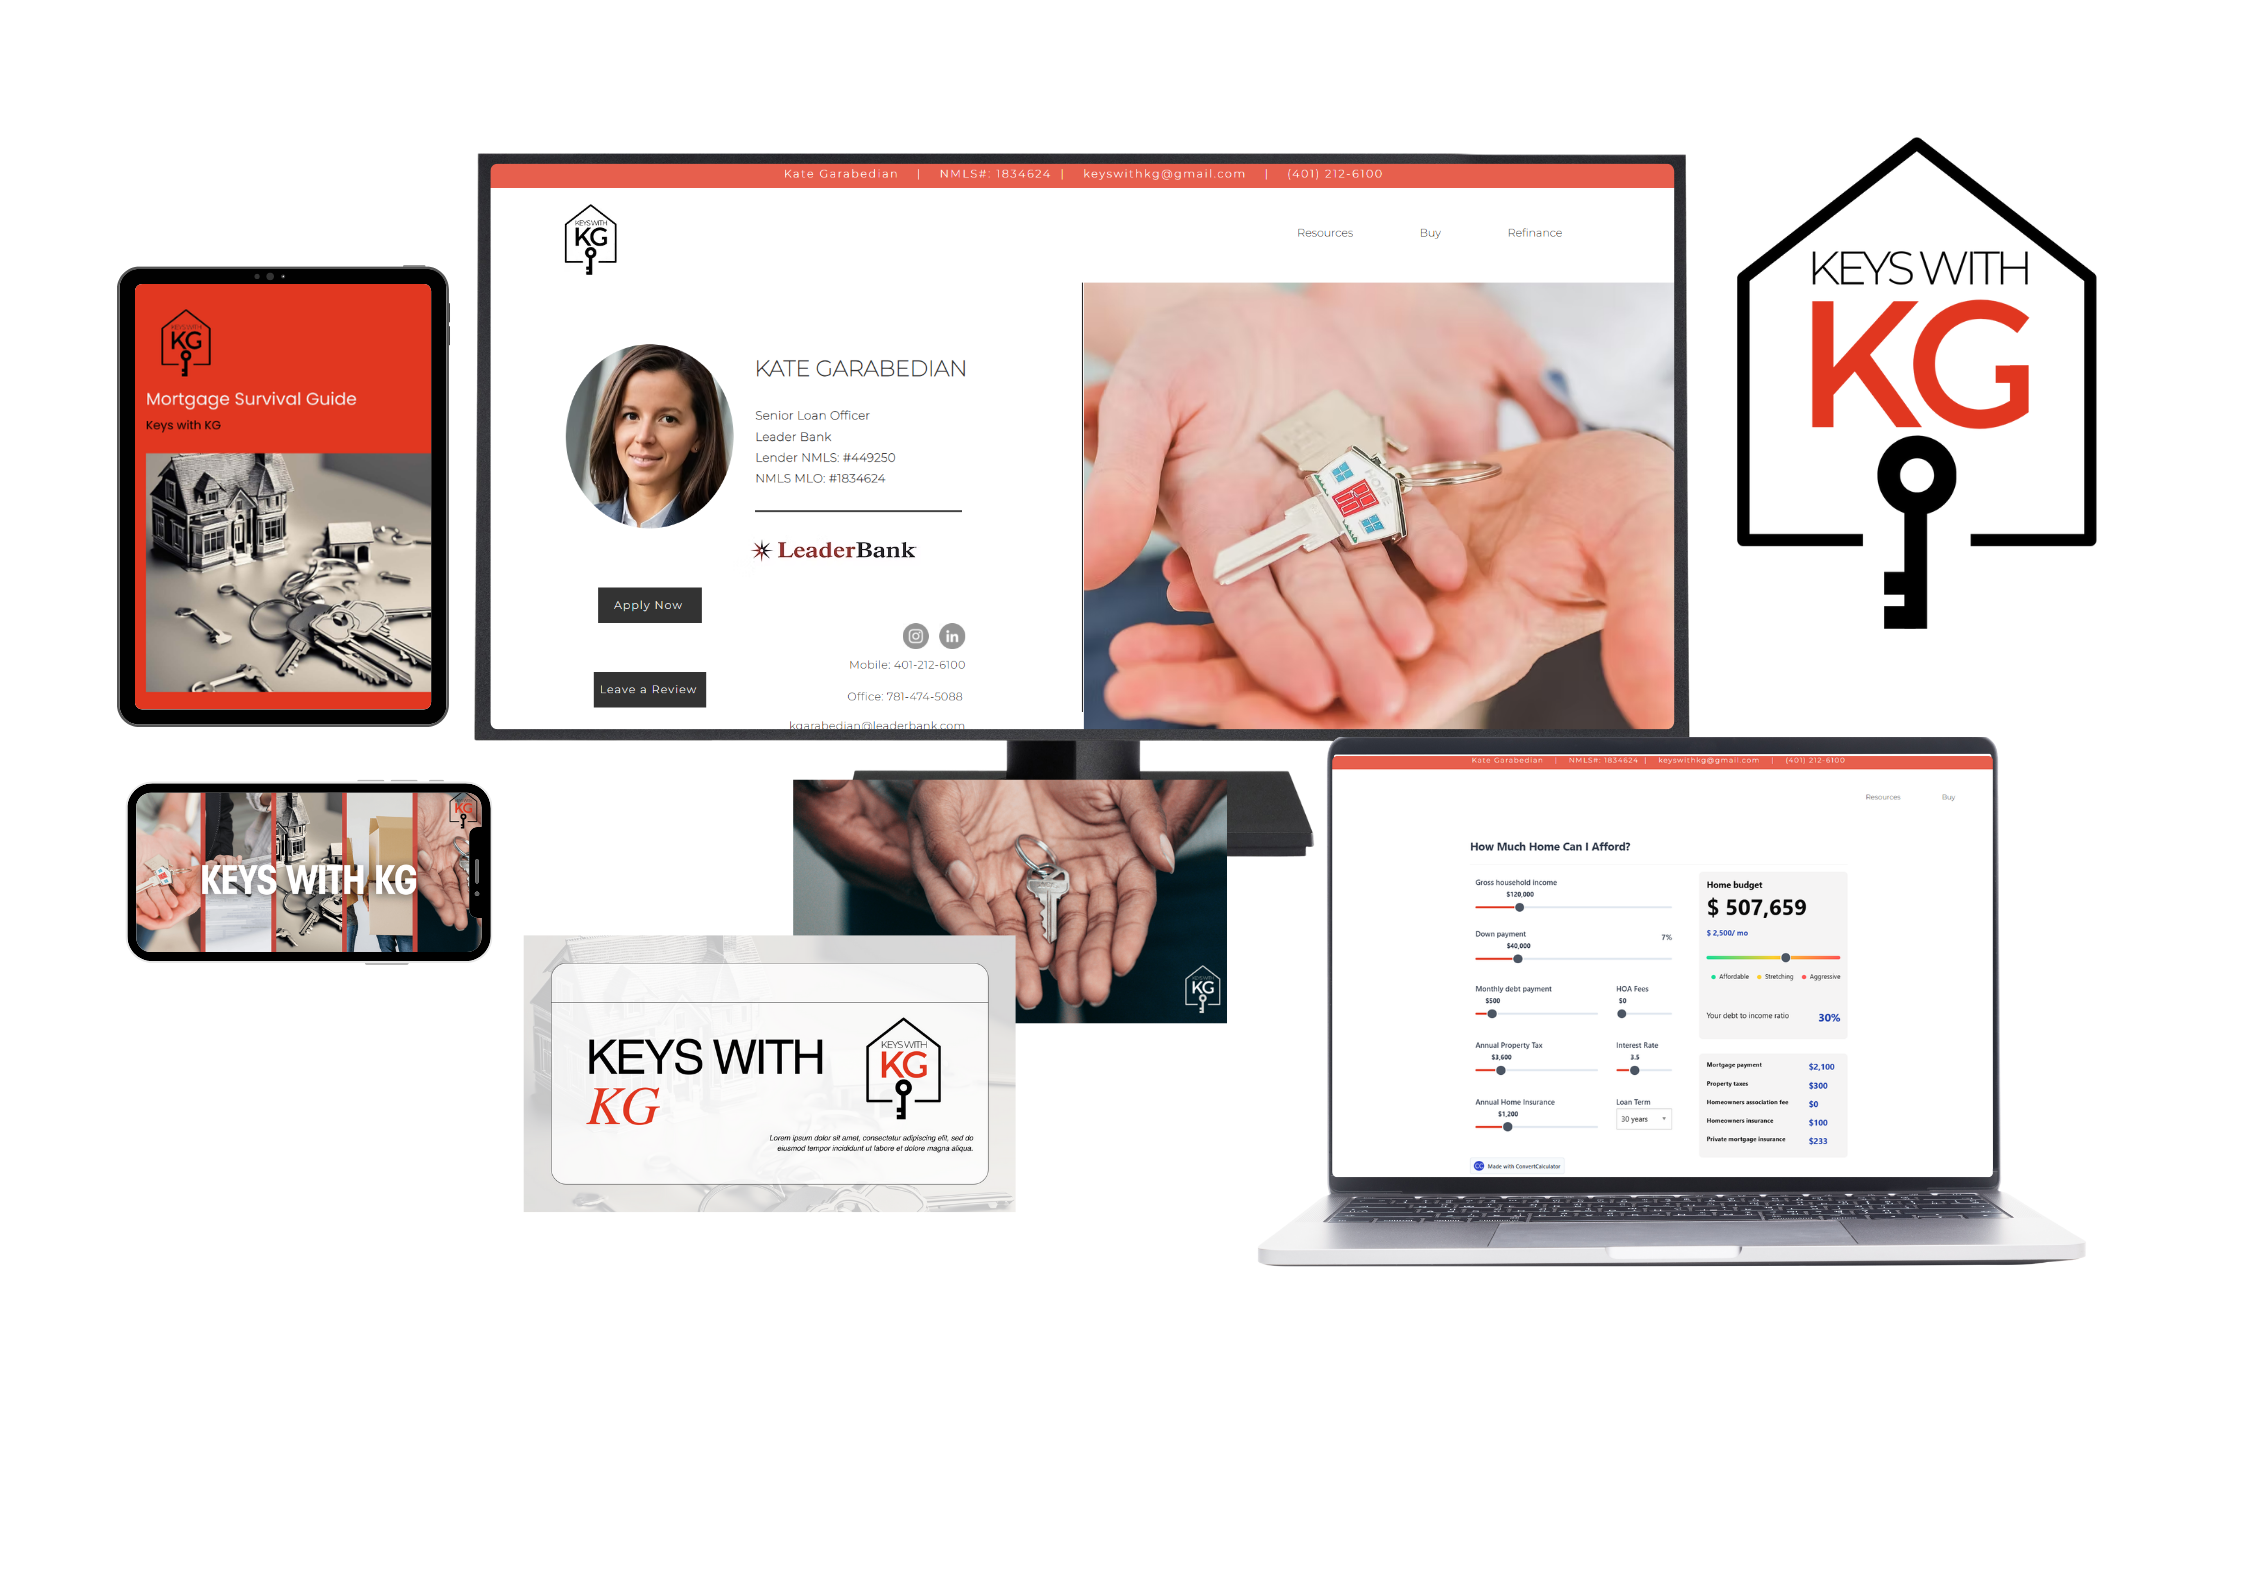 Kate Garabedian | NMLS#: 1834624 | keyswithkg@gmail.com | (401) 212-6100
KEYS WITH
KG
Resources
Buy
Refinance
KATE GARABEDIAN
Senior Loan Officer
Leader Bank
Lender NMLS: #449250
NMLS MLO: #1834624
LeaderBank
Apply Now
Leave a Review
Mobile: 401-212-6100
Office: 781-474-5088
kgarabedian@leaderbank.com
KEYS WITH
KG
KEYS WITH
KG
Mortgage Survival Guide
Keys with KG
KG
KEYS WITH KG
KEYS WITH
KG
KEYS WITH
KG
KEYS WITH
KG
Lorem ipsum dolor sit amet, consectetur adipiscing elit, sed do
eiusmod tempor incididunt ut labore et dolore magna aliqua.
Kate Garabedian | NMLS#: 1834624 | keyswithkg@gmail.com | (401) 212-6100
Resources
Buy
How Much Home Can I Afford?
Gross household income
$120,000
Down payment
$40,000
7%
Monthly debt payment
$500
HOA Fees
$0
Annual Property Tax
$3,600
Interest Rate
3.5
Annual Home Insurance
$1,200
Loan Term
30 years
Made with ConvertCalculator
Home budget
$ 507,659
$ 2,500/ mo
Affordable
Stretching
Aggressive
Your debt to income ratio 30%
Mortgage payment $2,100
Property taxes $300
Homeowners association fee $0
Homeowners insurance $100
Private mortgage insurance $233